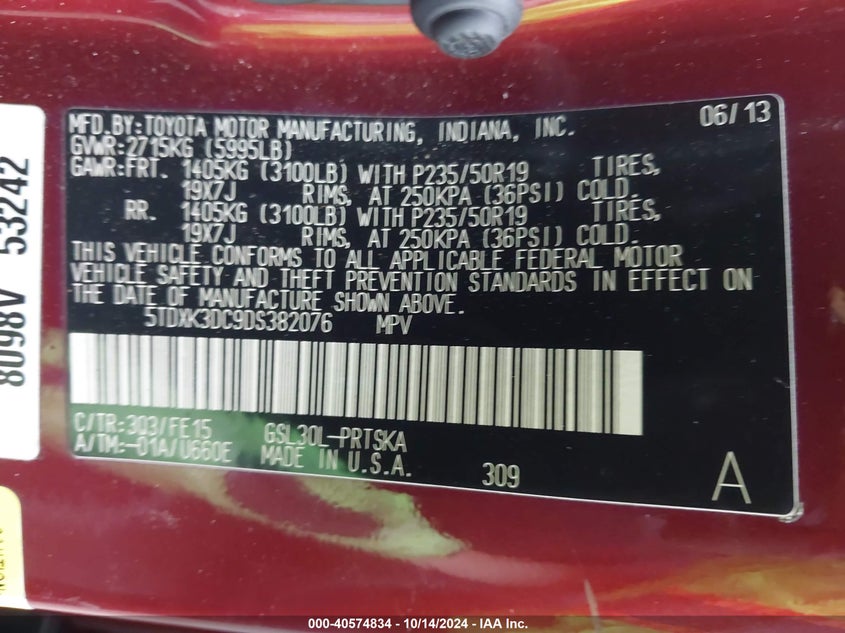 MFD.BY:TOYOTA MOTOR MANUFACTURING, INDIANA, INC. 06/13
GVWR:2715KG (5995LB)
GAWR:FRT. 1405KG (3100LB) WITH P235/50R19 TIRES,
19X7J RIMS, AT 250KPA (36PSI) COLD.
RR. 1405KG (3100LB) WITH P235/50R19 TIRES,
19X7J RIMS, AT 250KPA (36PSI) COLD.
THIS VEHICLE CONFORMS TO ALL APPLICABLE FEDERAL MOTOR
VEHICLE SAFETY AND THEFT PREVENTION STANDARDS IN EFFECT ON
THE DATE OF MANUFACTURE SHOWN ABOVE.
5TDXK3DC9DS382076 MPV
C/TR:3Q3/FE15 GSL30L-PRTSKA
A/TM:-01A/U660E MADE IN U.S.A.
309
A
8098V 53242
000-40574834 - 10/14/2024 - IAA Inc.